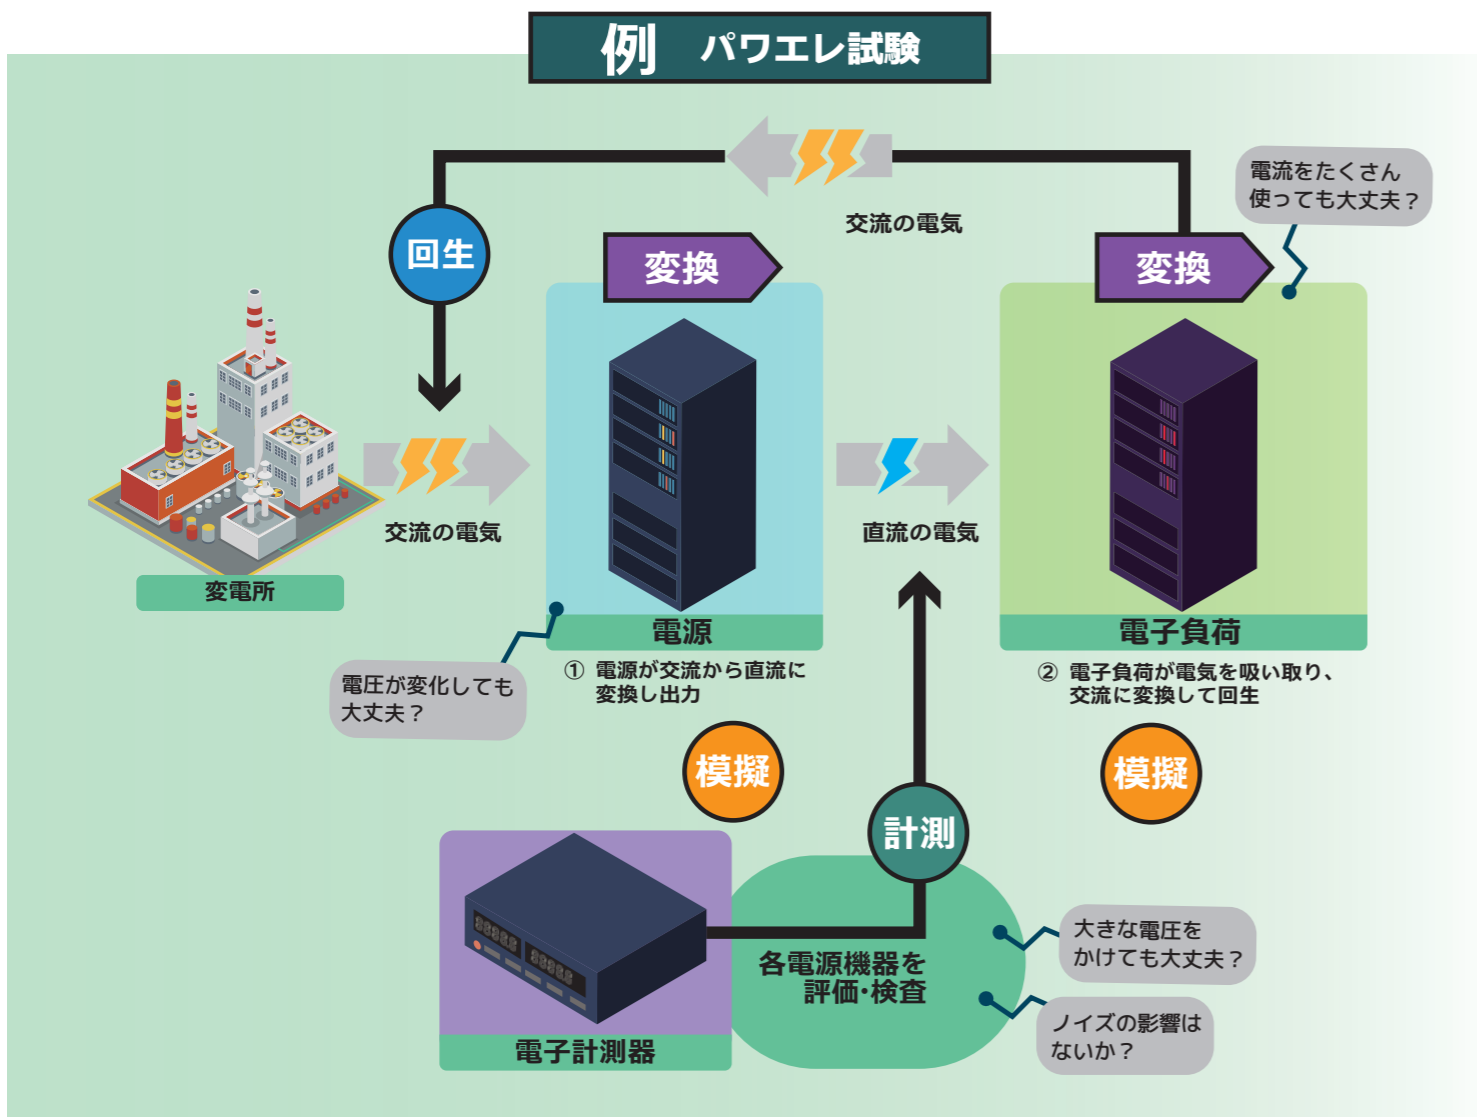 例 パワエレ試験
電流をたくさん
使っても大丈夫？
交流の電気
回生
変換
変換
交流の電気
直流の電気
変電所
電源
電子負荷
① 電源が交流から直流に
変換し出力
② 電子負荷が電気を吸い取り、
交流に変換して回生
電圧が変化しても
大丈夫？
模擬
模擬
計測
各電源機器を
評価・検査
大きな電圧を
かけても大丈夫？
ノイズの影響は
ないか？
電子計測器